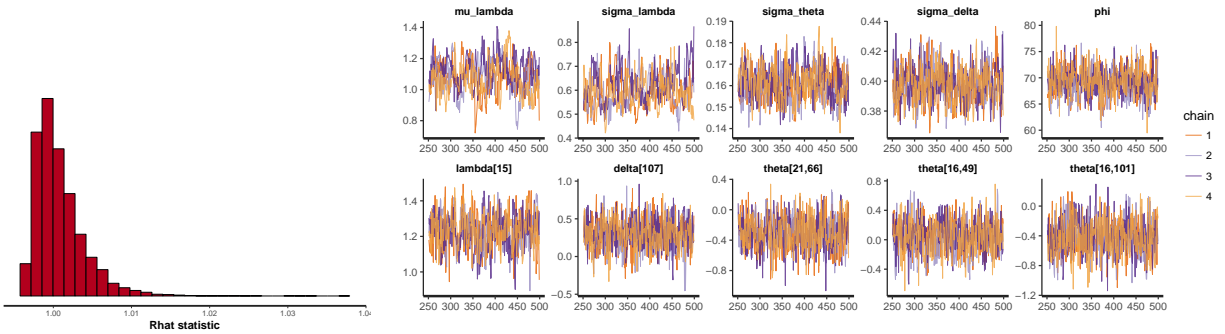 mu_lambda sigma_lambda sigma_theta sigma_delta phi
1.4 1.2 1.0 0.8
0.8 0.7 0.6 0.5 0.4
0.19 0.18 0.17 0.16 0.15 0.14
0.44 0.42 0.40 0.38
80 75 70 65 60
250 300 350 400 450 500 250 300 350 400 450 500 250 300 350 400 450 500 250 300 350 400 450 500 250 300 350 400 450 500
lambda[15] delta[107] theta[21,66] theta[16,49] theta[16,101]
1.4 1.2 1.0
1.0 0.5 0.0 −0.5
0.4 0.0 −0.4 −0.8
0.8 0.4 0.0 −0.4
0.0 −0.4 −0.8 −1.2
250 300 350 400 450 500 250 300 350 400 450 500 250 300 350 400 450 500 250 300 350 400 450 500 250 300 350 400 450 500
chain
1
2
3
4
1.00 1.01 1.02 1.03 1.04
Rhat statistic